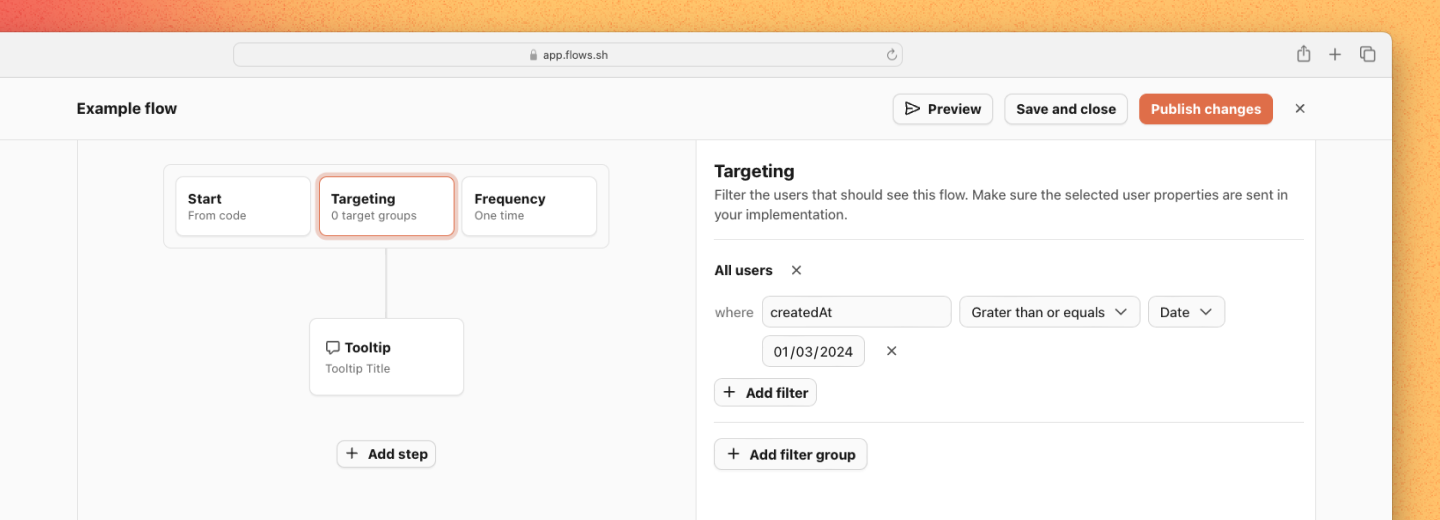 app.flows.sh
Example flow
Preview
Save and close
Publish changes
Start
From code
Targeting
0 target groups
Frequency
One time
Tooltip
Tooltip Title
Add step
Targeting
Filter the users that should see this flow. Make sure the selected user properties are sent in
your implementation.
All users
where createdAt Grater than or equals Date
01/03/2024
Add filter
Add filter group